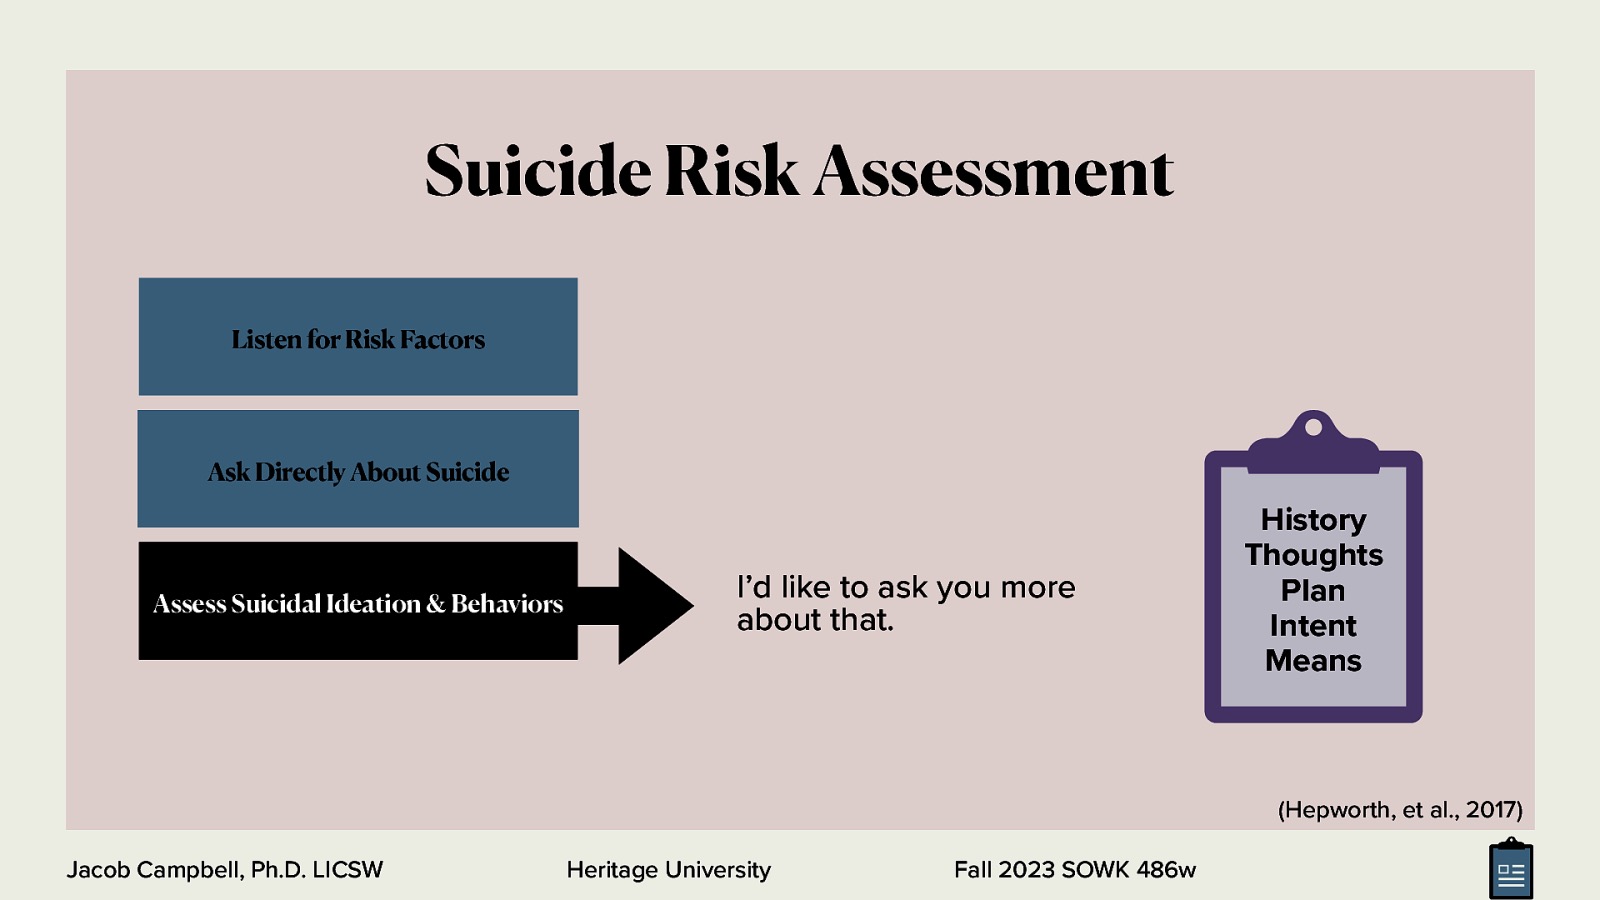 Suicide Risk Assessment
Listen for Risk Factors
Ask Directly About Suicide
Assess Suicidal Ideation & Behaviors
I’d like to ask you more
about that.
History
Thoughts
Plan
Intent
Means
(Hepworth, et al., 2017)
Jacob Campbell, Ph.D. LICSW
Heritage University
Fall 2023 SOWK 486w